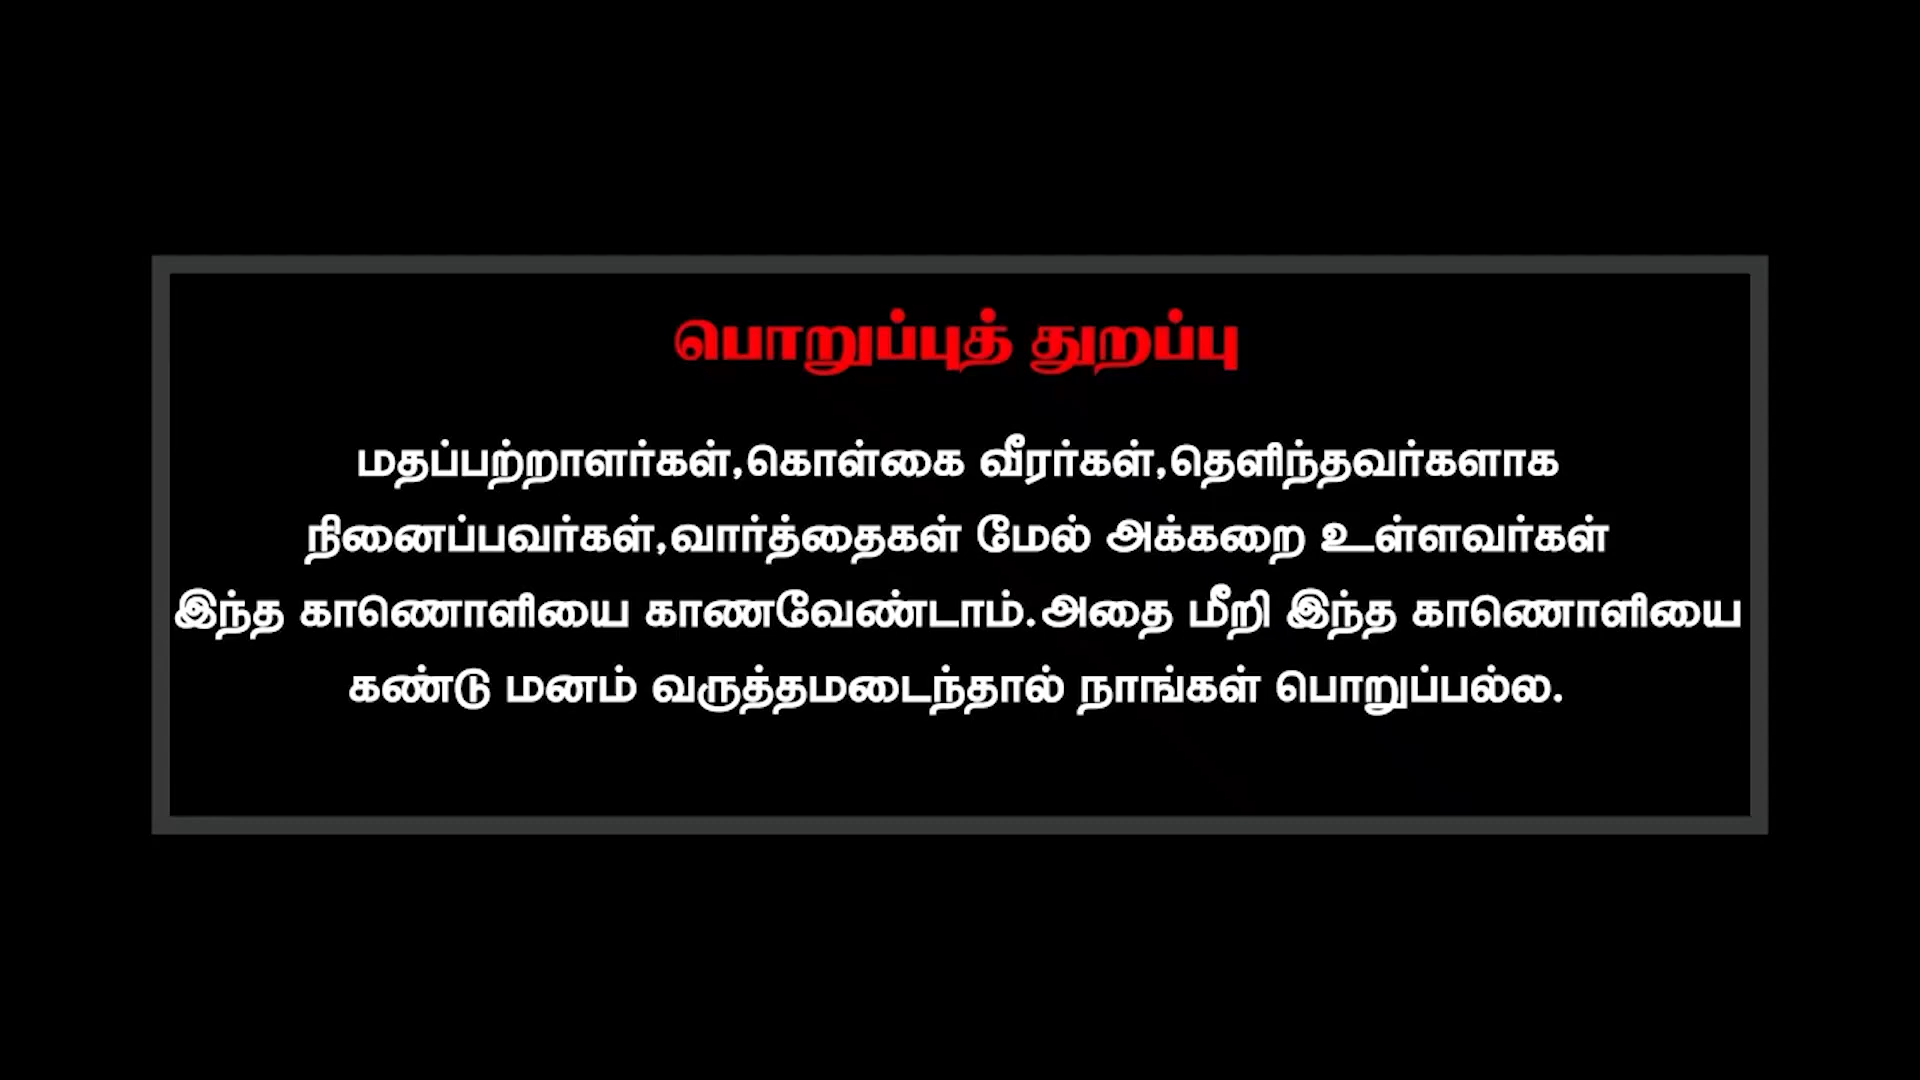 பொறுப்புத் துறப்பு
மதப்பற்றாளர்கள்,கொள்கை வீரர்கள்,தெளிந்தவர்களாக
நினைப்பவர்கள்,வார்த்தைகள் மேல் அக்கறை உள்ளவர்கள்
இந்த காணொளியை காணவேண்டாம்.அதை மீறி இந்த காணொளியை
கண்டு மனம் வருத்தமடைந்தால் நாங்கள் பொறுப்பல்ல.